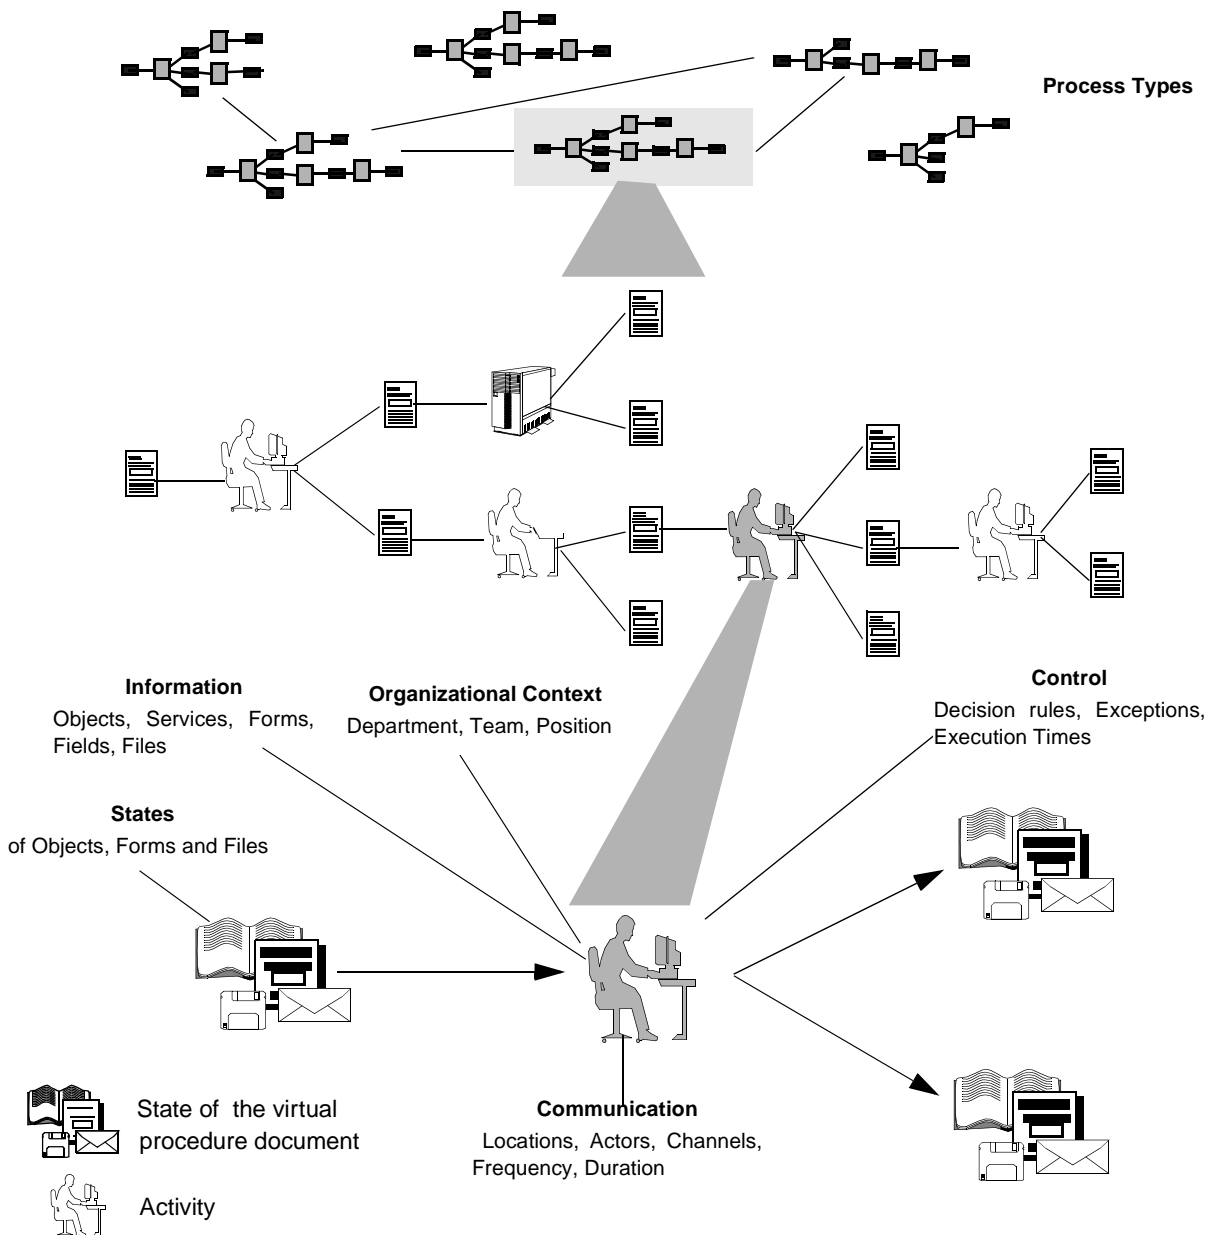 Process Types
Information
Objects, Services, Forms,
Fields, Files
Organizational Context
Department, Team, Position
Control
Decision rules, Exceptions,
Execution Times
States
of Objects, Forms and Files
Communication
Locations, Actors, Channels,
Frequency, Duration
State of the virtual
procedure document
Activity